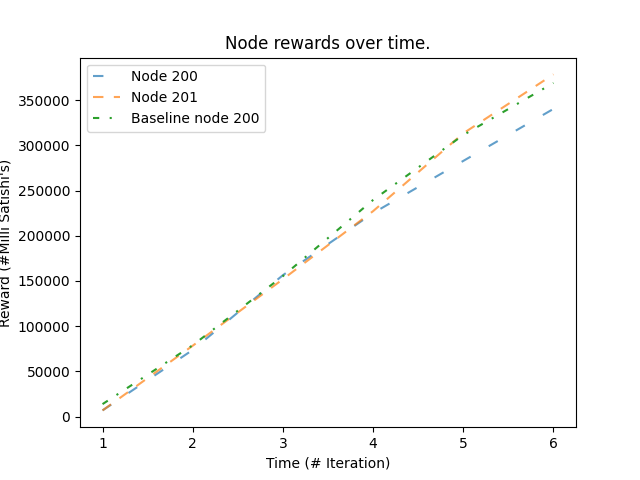 Node rewards over time.
Node 200
Node 201
Baseline node 200
Reward (#Milli Satishi's)
350000
300000
250000
200000
150000
100000
50000
0
1 2 3 4 5 6
Time (# Iteration)